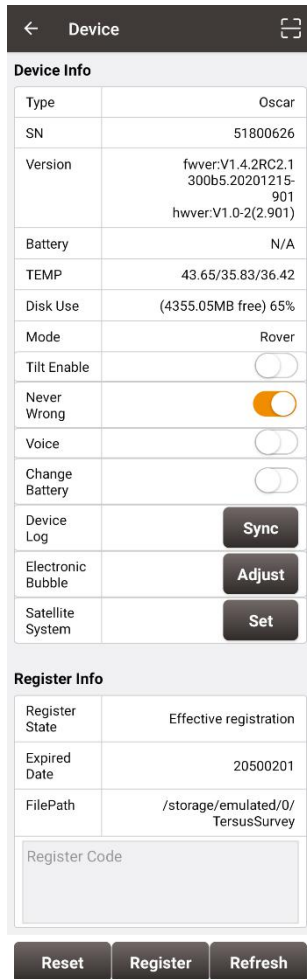 Device
Device Info
Type Oscar
SN 51800626
Version fwver:V1.4.2RC2.1
300b5.20201215-
901
hwver:V1.0-2(2.901)
Battery N/A
TEMP 43.65/35.83/36.42
Disk Use (4355.05MB free) 65%
Mode Rover
Tilt Enable
Never
Wrong
Voice
Change
Battery
Device
Log
Sync
Electronic
Bubble
Adjust
Satellite
System
Set
Register Info
Register
State
Effective registration
Expired
Date
20500201
FilePath /storage/emulated/0/
TersusSurvey
Register Code
Reset Register Refresh